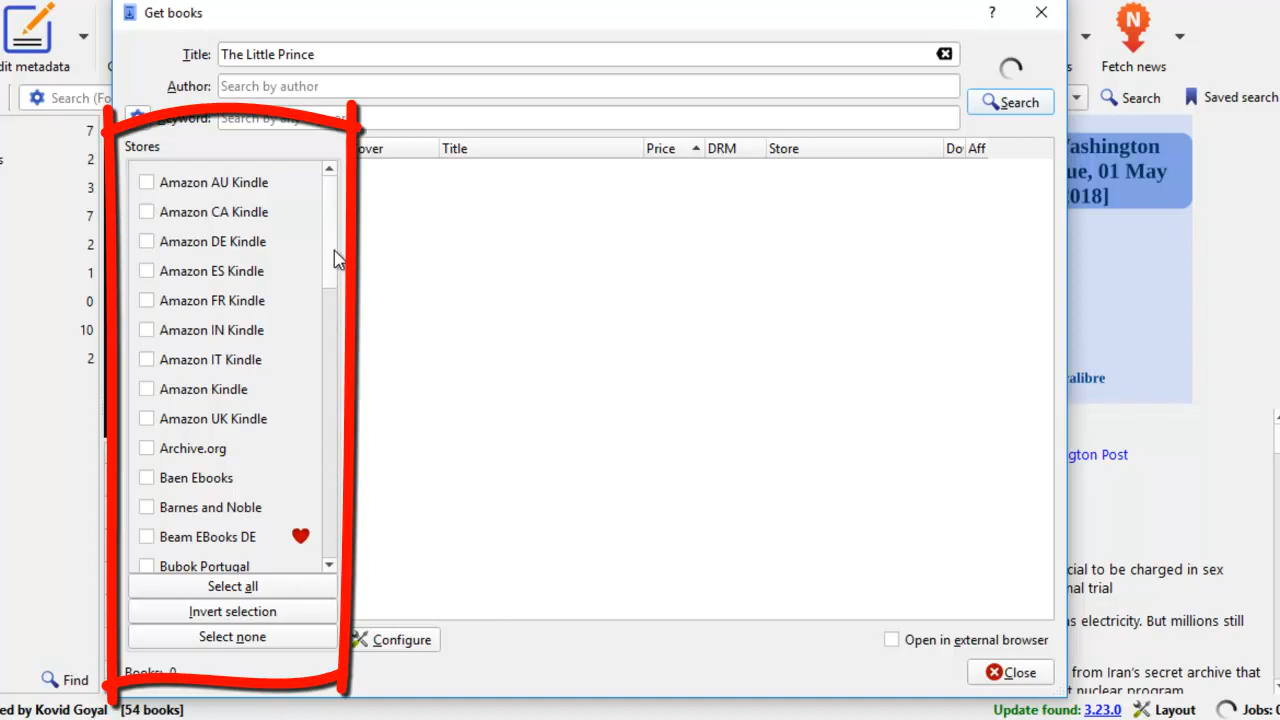 Get books
?
dit metadata
Title: The Little Prince
Author: Search by author
Keyword:
Search
Fetch news
Search
Saved search
Stores
over Title Price DRM Store Do Aff
Amazon AU Kindle
Amazon CA Kindle
Amazon DE Kindle
Amazon ES Kindle
Amazon FR Kindle
Amazon IN Kindle
Amazon IT Kindle
Amazon Kindle
Amazon UK Kindle
Archive.org
Baen Ebooks
Barnes and Noble
Beam EBooks DE
Bubok Portugal
Select all
Invert selection
Select none
Configure
Open in external browser
Books: 0
Close
Search (Fo
7
2
3
7
2
1
0
10
2
Find
ashington
ue, 01 May
2018]
alibre
gton Post
cial to be charged in sex
nal trial
s electricity. But millions still
from Iran's secret archive that
t nuclear program
N
ed by Kovid Goyal [54 books]
Update found: 3.23.0 Layout Jobs: 0